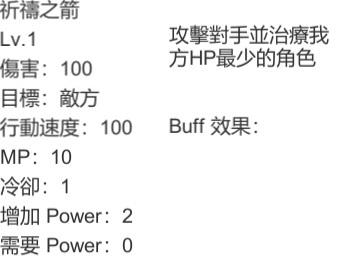 祈禱之箭
Lv.1
傷害：100
目標：敵方
行動速度：100
MP：10
冷卻：1
增加 Power：2
需要 Power：0
攻擊對手並治療我
方HP最少的角色
Buff 效果：